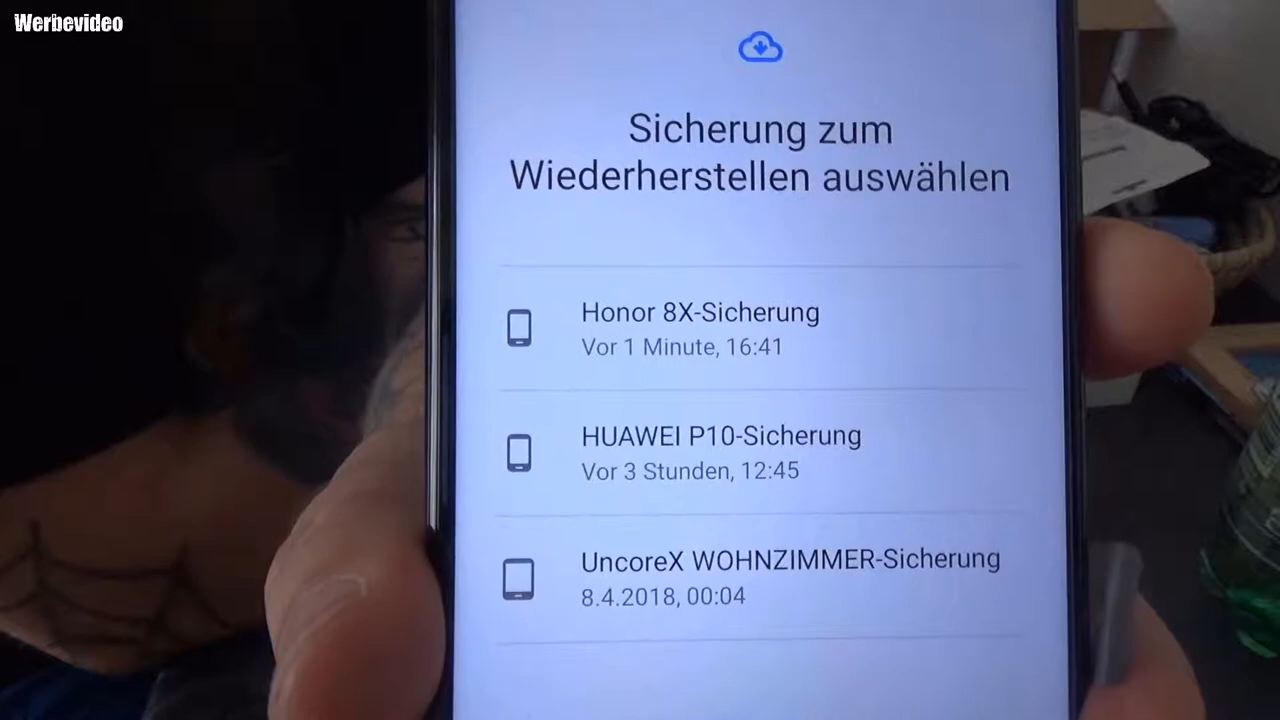 Werbevideo
Sicherung zum
Wiederherstellen auswählen
Honor 8X-Sicherung
Vor 1 Minute, 16:41
HUAWEI P10-Sicherung
Vor 3 Stunden, 12:45
UncoreX WOHNZIMMER-Sicherung
8.4.2018, 00:04